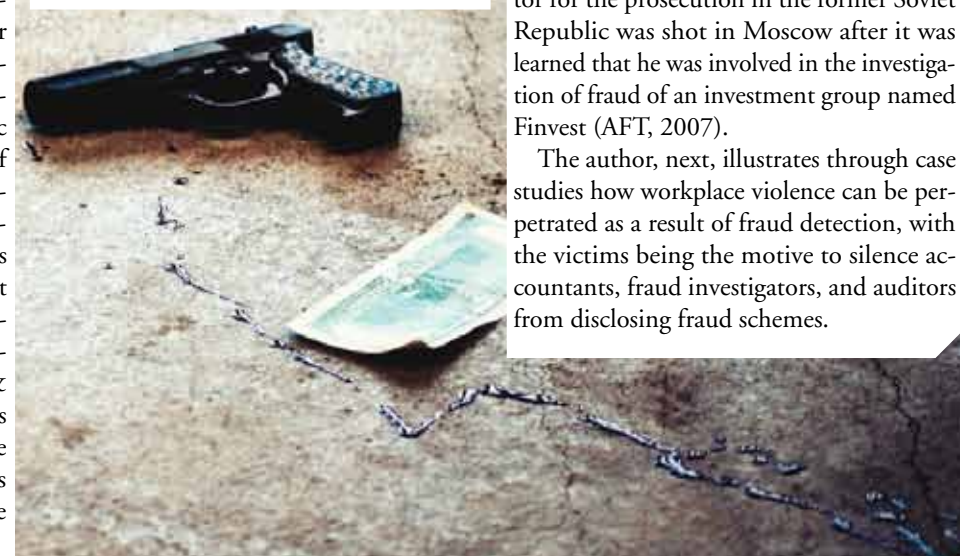 r
–
–
c
f
–
–
s
t
–
–
&
s
e
s
e
tor for the prosecution in the former Soviet
Republic was shot in Moscow after it was
learned that he was involved in the investiga-
tion of fraud of an investment group named
Finvest (AFT, 2007).
The author, next, illustrates through case
studies how workplace violence can be per-
petrated as a result of fraud detection, with
the victims being the motive to silence ac-
countants, fraud investigators, and auditors
from disclosing fraud schemes.